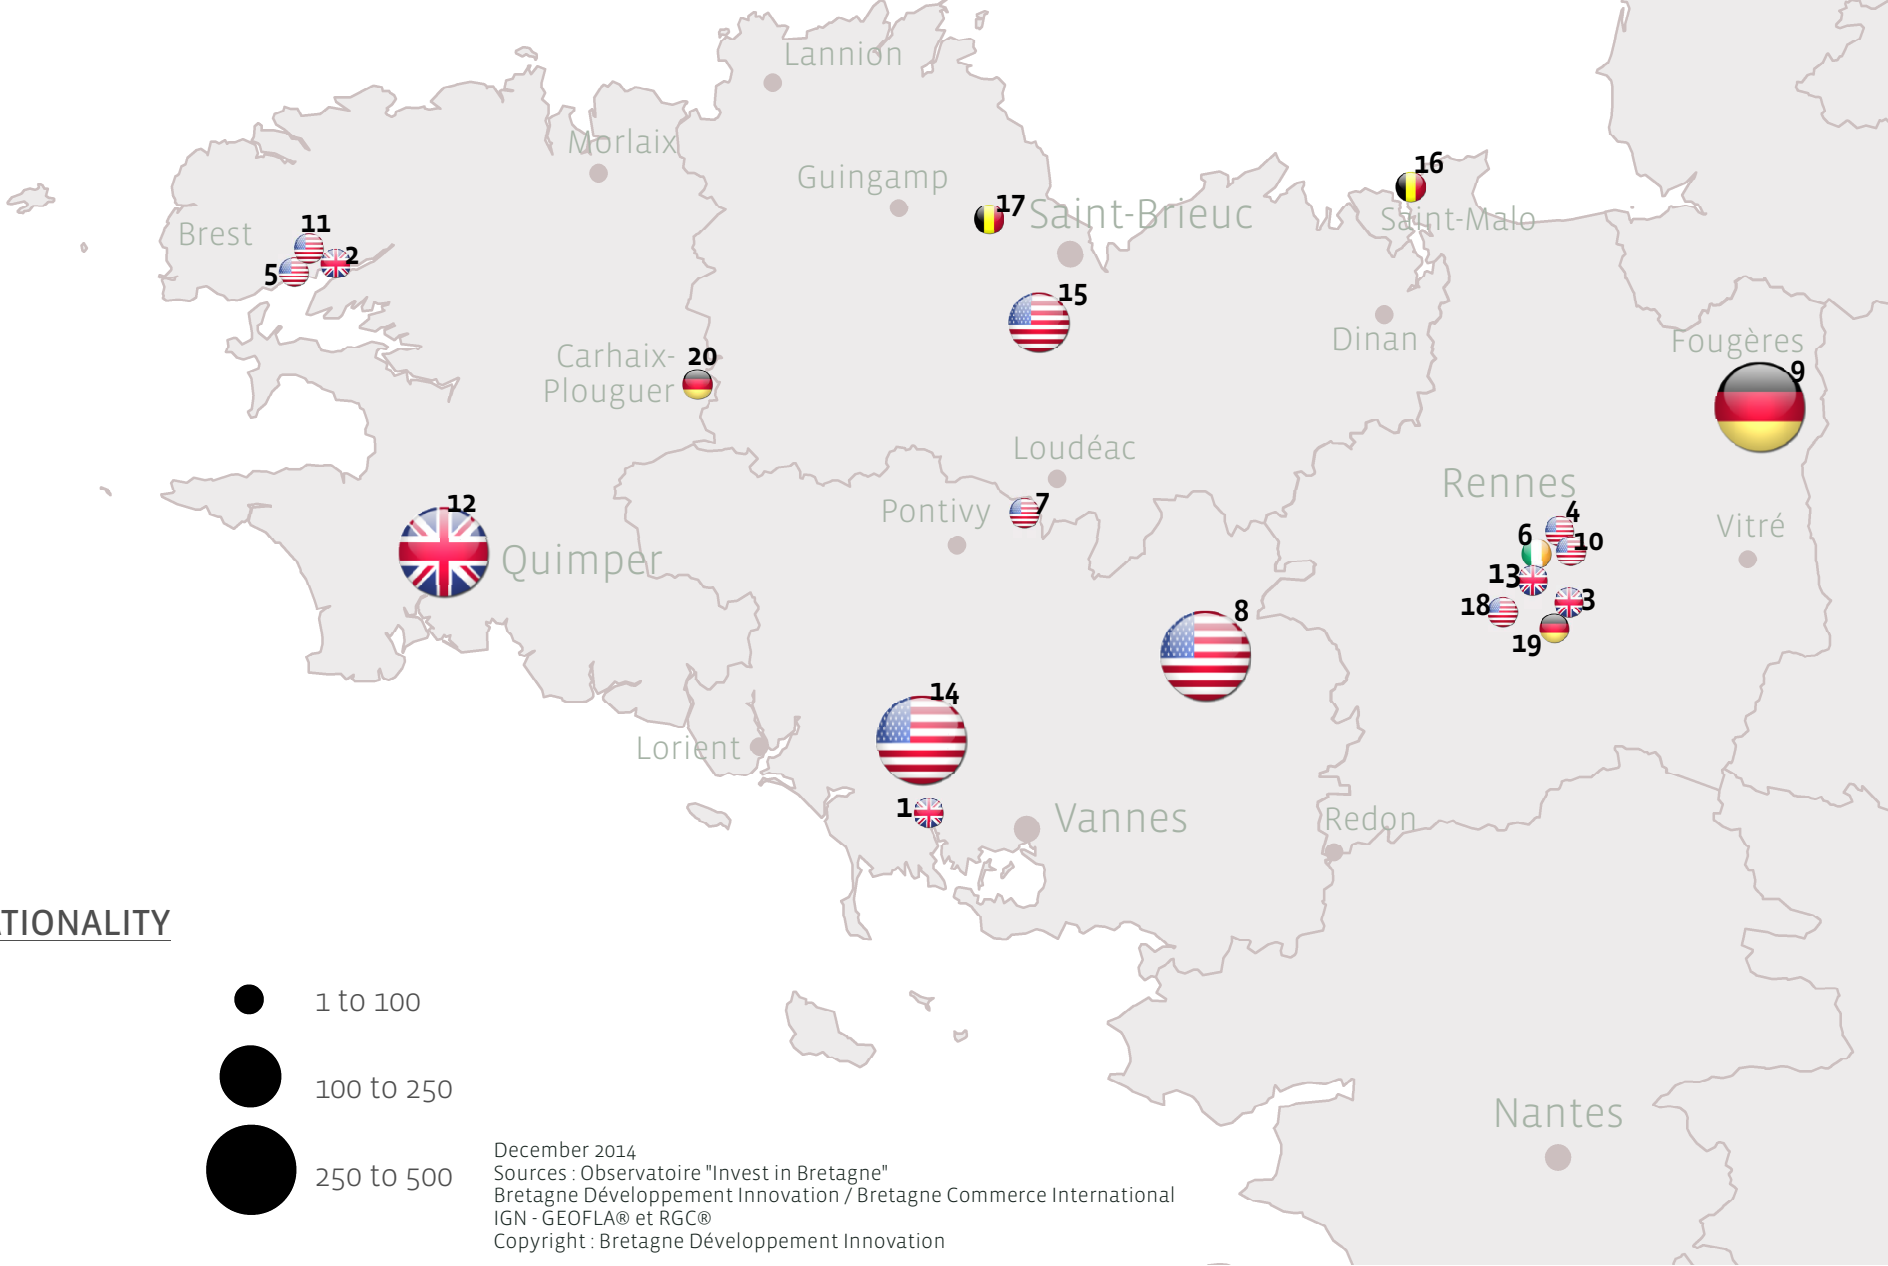 Lannion
Morlaix
Guingamp
16
17
Saint-Brieuc
Saint-Malo
Brest
11
2
5
15
Dinan
Fougères
9
Carhaix-
Plouguer
20
Loudéac
Pontivy
7
Rennes
4
6
10
13
18
3
19
Vitré
12
Quimper
8
14
Lorient
1
Vannes
Redon
ATIONALITY
1 to 100
100 to 250
250 to 500
Nantes
December 2014
Sources : Observatoire "Invest in Bretagne"
Bretagne Développement Innovation / Bretagne Commerce International
IGN - GEOFLA® et RGC®
Copyright : Bretagne Développement Innovation